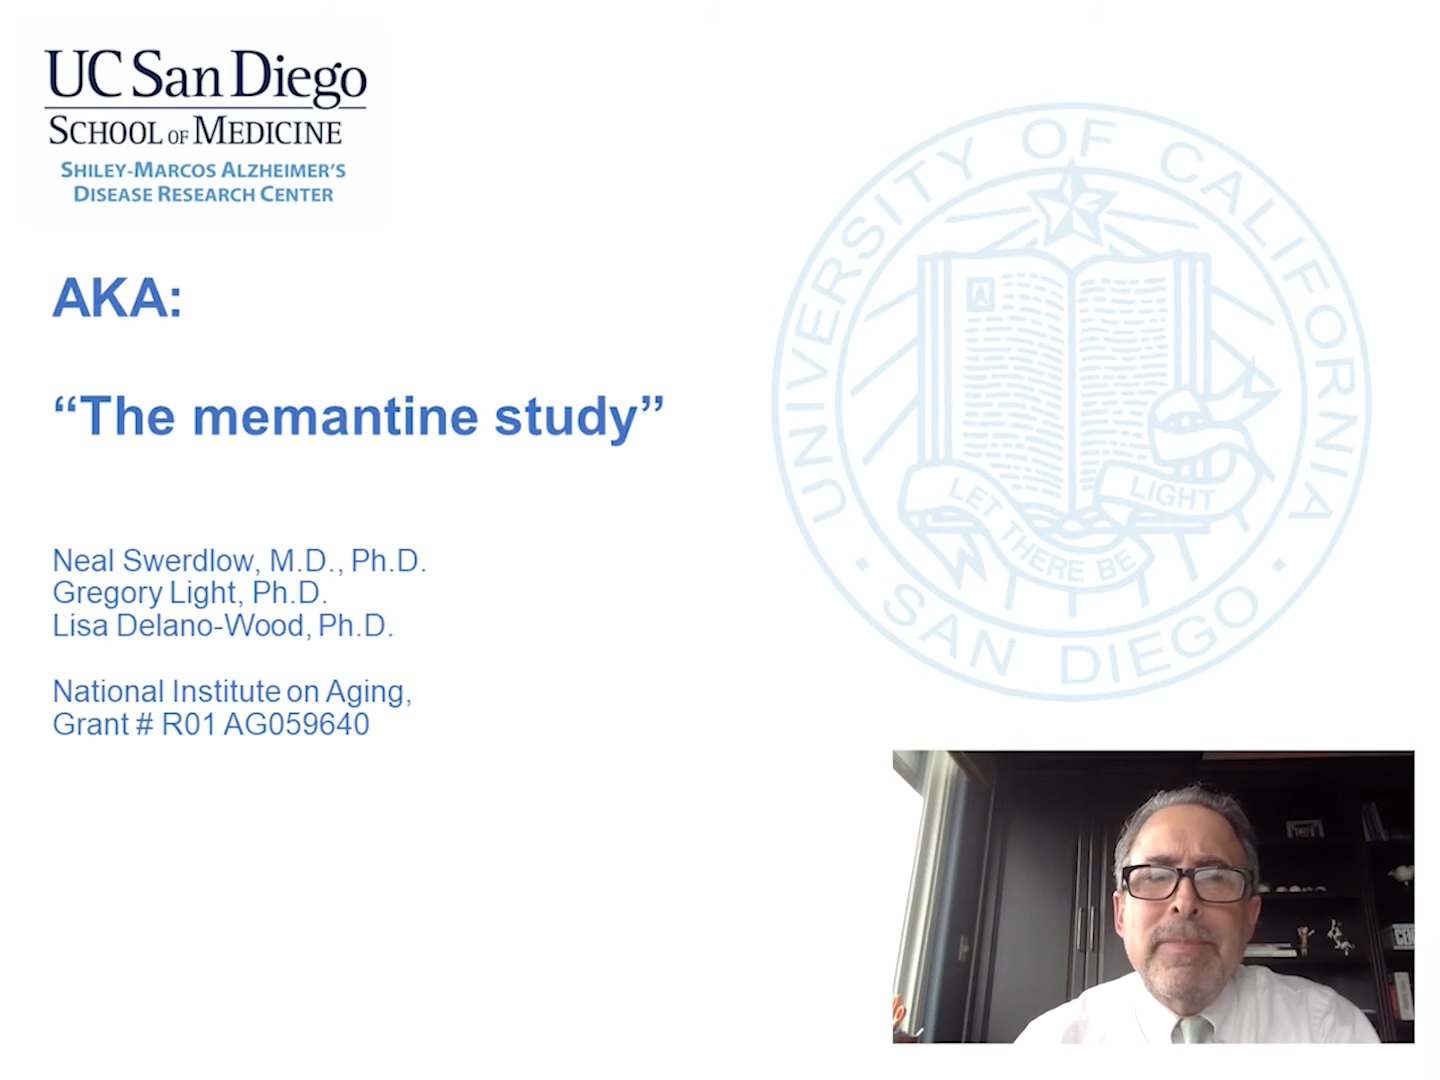 UC San Diego
SCHOOL OF MEDICINE
SHILEY-MARCOS ALZHEIMER'S
DISEASE RESEARCH CENTER
AKA:
“The memantine study”
Neal Swerdlow, M.D., Ph.D.
Gregory Light, Ph.D.
Lisa Delano-Wood, Ph.D.
National Institute on Aging,
Grant # R01 AG059640
UNIVERSITY OF CALIFORNIA
A
LET THERE BE
LIGHT
SAN DIEGO